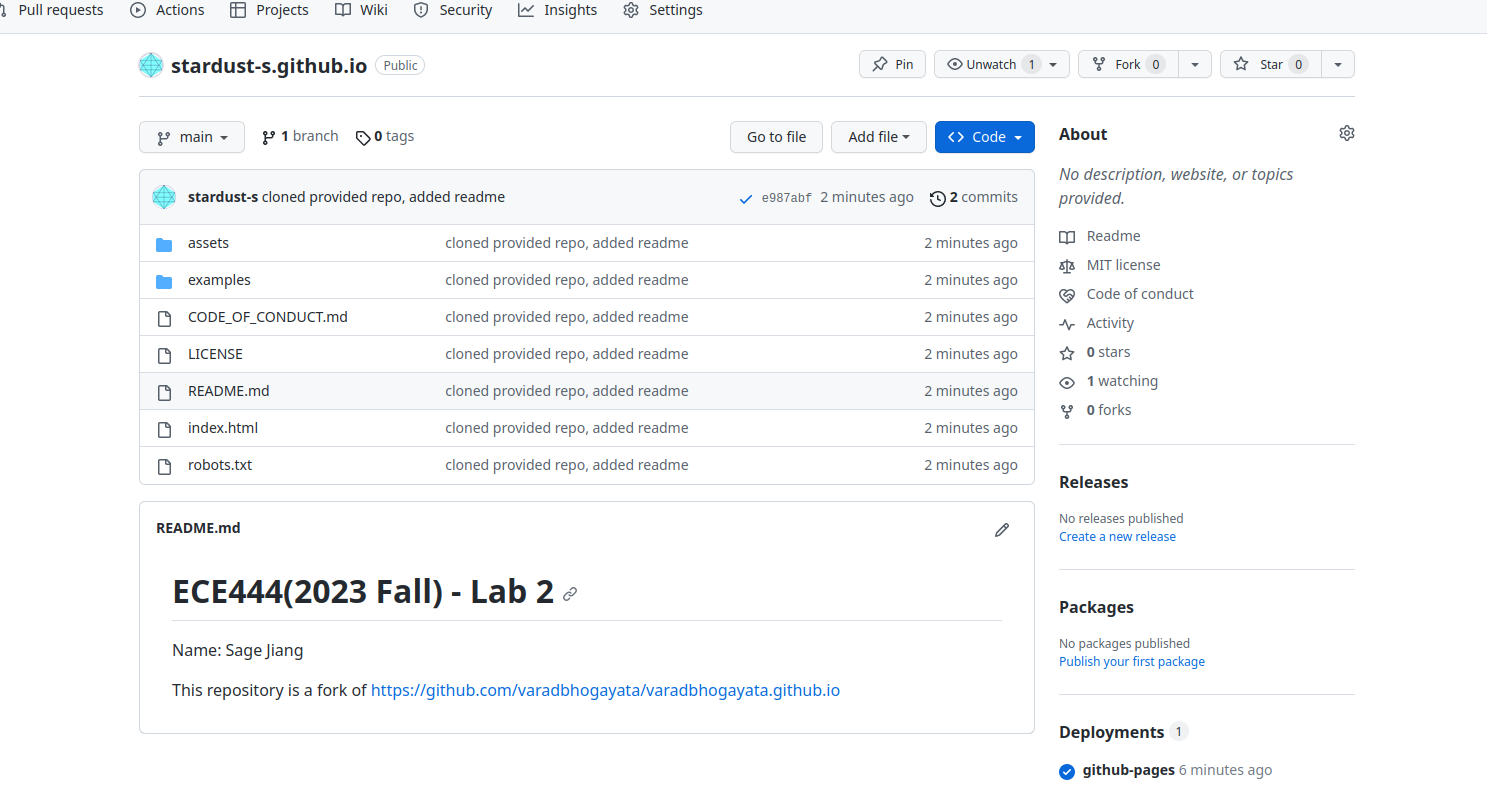 Pull requests Actions Projects Wiki Security Insights Settings
stardust-s.github.io Public Pin Unwatch 1 Fork 0 Star 0
main 1 branch 0 tags Go to file Add file Code
stardust-s cloned provided repo, added readme e987abf 2 minutes ago 2 commits
assets cloned provided repo, added readme 2 minutes ago
examples cloned provided repo, added readme 2 minutes ago
CODE_OF_CONDUCT.md cloned provided repo, added readme 2 minutes ago
LICENSE cloned provided repo, added readme 2 minutes ago
README.md cloned provided repo, added readme 2 minutes ago
index.html cloned provided repo, added readme 2 minutes ago
robots.txt cloned provided repo, added readme 2 minutes ago
README.md
ECE444(2023 Fall) - Lab 2
Name: Sage Jiang
This repository is a fork of https://github.com/varadbhogayata/varadbhogayata.github.io
About
No description, website, or topics
provided.
Readme
MIT license
Code of conduct
Activity
0 stars
1 watching
0 forks
Releases
No releases published
Create a new release
Packages
No packages published
Publish your first package
Deployments 1
github-pages 6 minutes ago